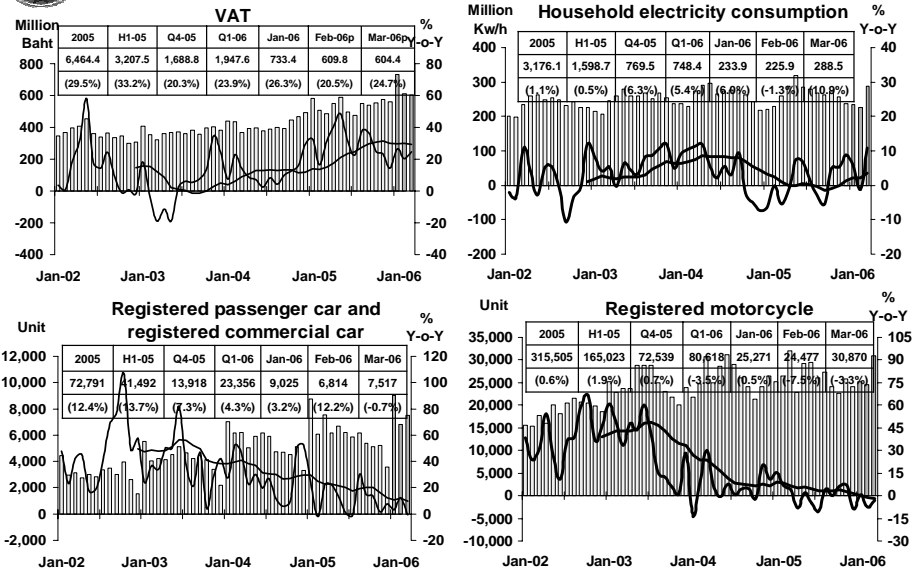 VAT
Million
Baht
%
Y-o-Y
2005 H1-05 Q4-05 Q1-06 Jan-06 Feb-06p Mar-06p
6,464.4 3,207.5 1,688.8 1,947.6 733.4 609.8 604.4
(29.5%) (33.2%) (20.3%) (23.9%) (26.3%) (20.5%) (24.7%)
800 80
600 60
400 40
200 20
0 0
-200 -20
-400 -40
Jan-02 Jan-03 Jan-04 Jan-05 Jan-06
Household electricity consumption
Million
Kw/h
%
Y-o-Y
2005 H1-05 Q4-05 Q1-06 Jan-06 Feb-06 Mar-06
3,176.1 1,598.7 769.5 748.4 233.9 225.9 288.5
(1.1%) (0.5%) (6.3%) (5.4%) (6.0%) (-1.3%) (10.9%)
400 40
300 30
200 20
100 10
0 0
-100 -10
-200 -20
Jan-02 Jan-03 Jan-04 Jan-05 Jan-06
Registered passenger car and
registered commercial car
Unit
%
Y-o-Y
2005 H1-05 Q4-05 Q1-06 Jan-06 Feb-06 Mar-06
72,791 41,492 13,918 23,356 9,025 6,814 7,517
(12.4%) (13.7%) (7.3%) (4.3%) (3.2%) (12.2%) (-0.7%)
12,000 120
10,000 100
8,000 80
6,000 60
4,000 40
2,000 20
0 0
-2,000 -20
Jan-02 Jan-03 Jan-04 Jan-05 Jan-06
Registered motorcycle
Unit
%
Y-o-Y
2005 H1-05 Q4-05 Q1-06 Jan-06 Feb-06 Mar-06
315,505 165,023 72,539 80,618 25,271 24,477 30,870
(0.6%) (1.9%) (0.7%) (-3.5%) (0.5%) (-7.5%) (-3.3%)
35,000 105
30,000 90
25,000 75
20,000 60
15,000 45
10,000 30
5,000 15
0 0
-5,000 -15
-10,000 -30
Jan-02 Jan-03 Jan-04 Jan-05 Jan-06